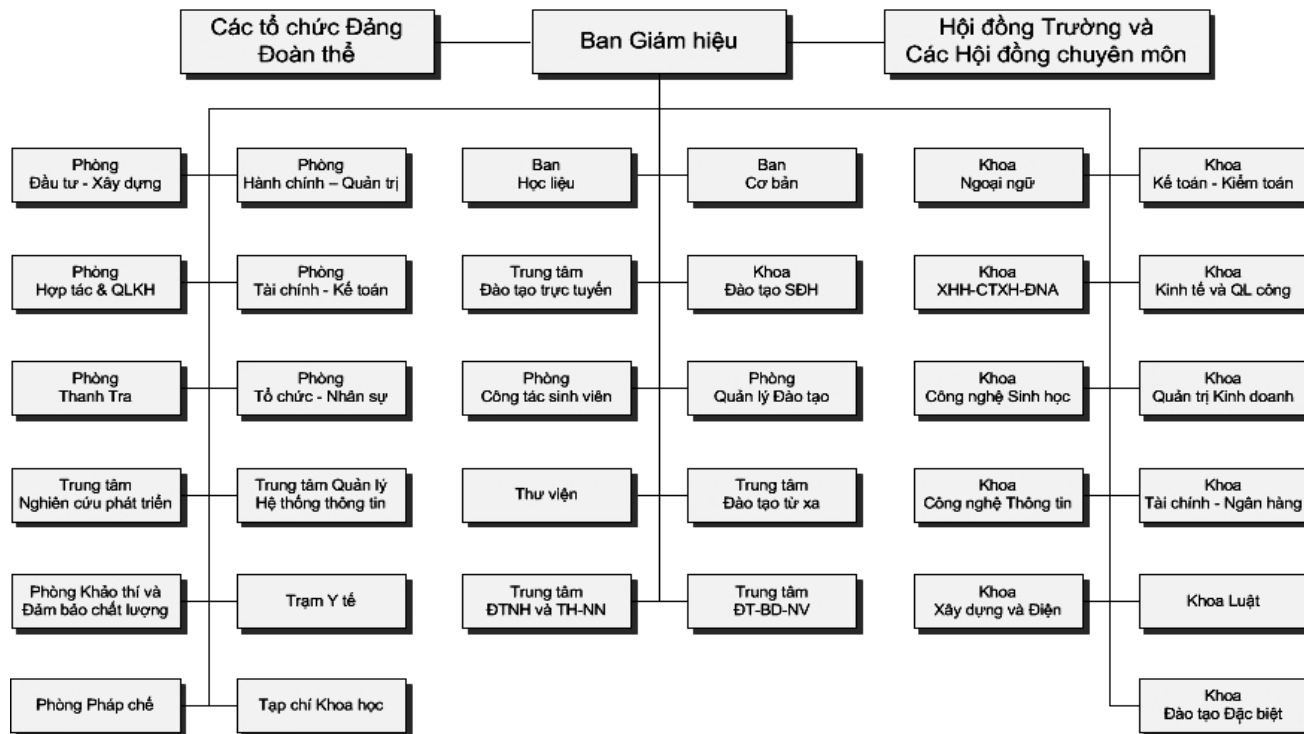 Các tổ chức Đảng
Đoàn thể
Ban Giám hiệu
Hội đồng Trường và
Các Hội đồng chuyên môn
Phòng
Đầu tư - Xây dựng
Phòng
Hành chính – Quản trị
Ban
Học liệu
Ban
Cơ bản
Khoa
Ngoại ngữ
Khoa
Kế toán - Kiểm toán
Phòng
Hợp tác & QLKH
Phòng
Tài chính - Kế toán
Trung tâm
Đào tạo trực tuyến
Khoa
Đào tạo SĐH
Khoa
XHH-CTXH-ĐNA
Khoa
Kinh tế và QL công
Phòng
Thanh Tra
Phòng
Tổ chức - Nhân sự
Phòng
Công tác sinh viên
Phòng
Quản lý Đào tạo
Khoa
Công nghệ Sinh học
Khoa
Quản trị Kinh doanh
Trung tâm
Nghiên cứu phát triển
Trung tâm Quản lý
Hệ thống thông tin
Thư viện
Trung tâm
Đào tạo từ xa
Khoa
Công nghệ Thông tin
Khoa
Tài chính - Ngân hàng
Phòng Khảo thí và
Đảm bảo chất lượng
Trạm Y tế
Trung tâm
ĐTNH và TH-NN
Trung tâm
ĐT-BD-NV
Khoa
Xây dựng và Điện
Khoa Luật
Phòng Pháp chế
Tạp chí Khoa học
Khoa
Đào tạo Đặc biệt